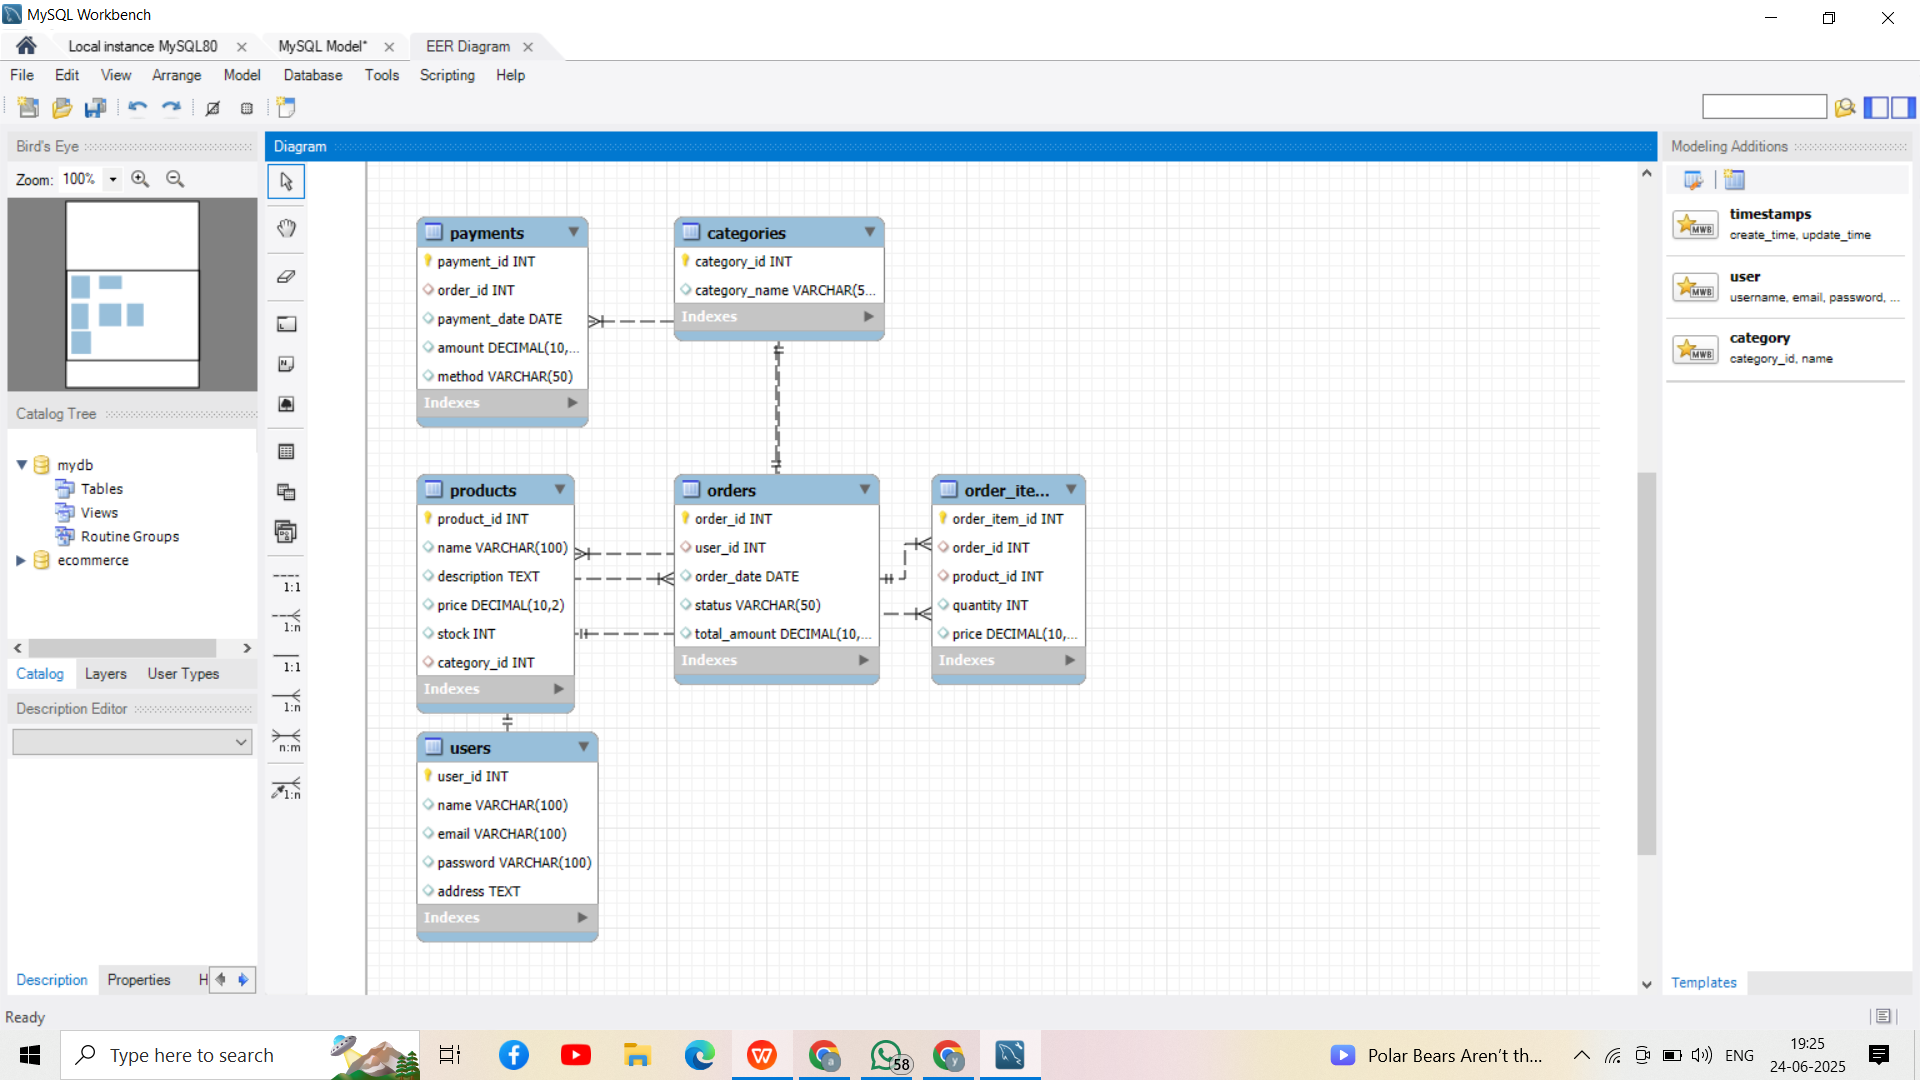 MySQL Workbench
Local instance MySQL80
MySQL Model*
EER Diagram
File Edit View Arrange Model Database Tools Scripting Help
Bird's Eye
Zoom: 100%
Catalog Tree
mydb
Tables
Views
Routine Groups
ecommerce
Catalog Layers User Types
Description Editor
Description Properties H
Ready
1:1
1:n
1:1
1:n
n:m
1:n
Diagram
payments
payment_id INT
order_id INT
payment_date DATE
amount DECIMAL(10,...
method VARCHAR(50)
Indexes
categories
category_id INT
category_name VARCHAR(5...
Indexes
products
product_id INT
name VARCHAR(100)
description TEXT
price DECIMAL(10,2)
stock INT
category_id INT
Indexes
orders
order_id INT
user_id INT
order_date DATE
status VARCHAR(50)
total_amount DECIMAL(10,...
Indexes
order_ite...
order_item_id INT
order_id INT
product_id INT
quantity INT
price DECIMAL(10,...
Indexes
users
user_id INT
name VARCHAR(100)
email VARCHAR(100)
password VARCHAR(100)
address TEXT
Indexes
Modeling Additions
MWB
timestamps
create_time, update_time
MWB
user
username, email, password, ...
MWB
category
category_id, name
Templates
Type here to search
W
a
58
y
Polar Bears Aren't th...
ENG
19:25
24-06-2025